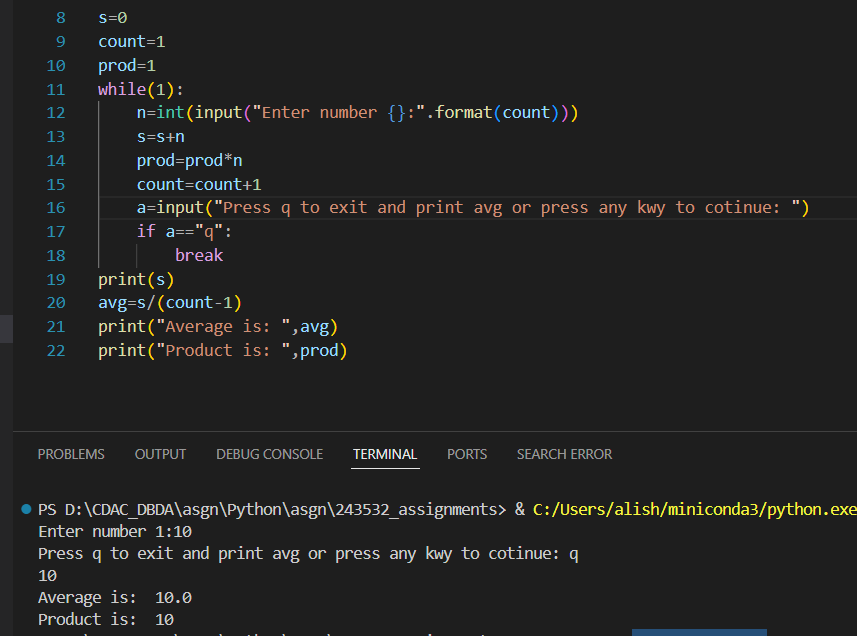 8 s=0
9 count=1
10 prod=1
11 while(1):
12     n=int(input("Enter number {}:".format(count)))
13     s=s+n
14     prod=prod*n
15     count=count+1
16     a=input("Press q to exit and print avg or press any kwy to cotinue: ")
17     if a=="q":
18         break
19 print(s)
20 avg=s/(count-1)
21 print("Average is: ",avg)
22 print("Product is: ",prod)
PROBLEMS OUTPUT DEBUG CONSOLE TERMINAL PORTS SEARCH ERROR
PS D:\CDAC_DBDA\asgn\Python\asgn\243532_assignments> & C:/Users/alish/miniconda3/python.exe
Enter number 1:10
Press q to exit and print avg or press any kwy to cotinue: q
10
Average is:  10.0
Product is:  10